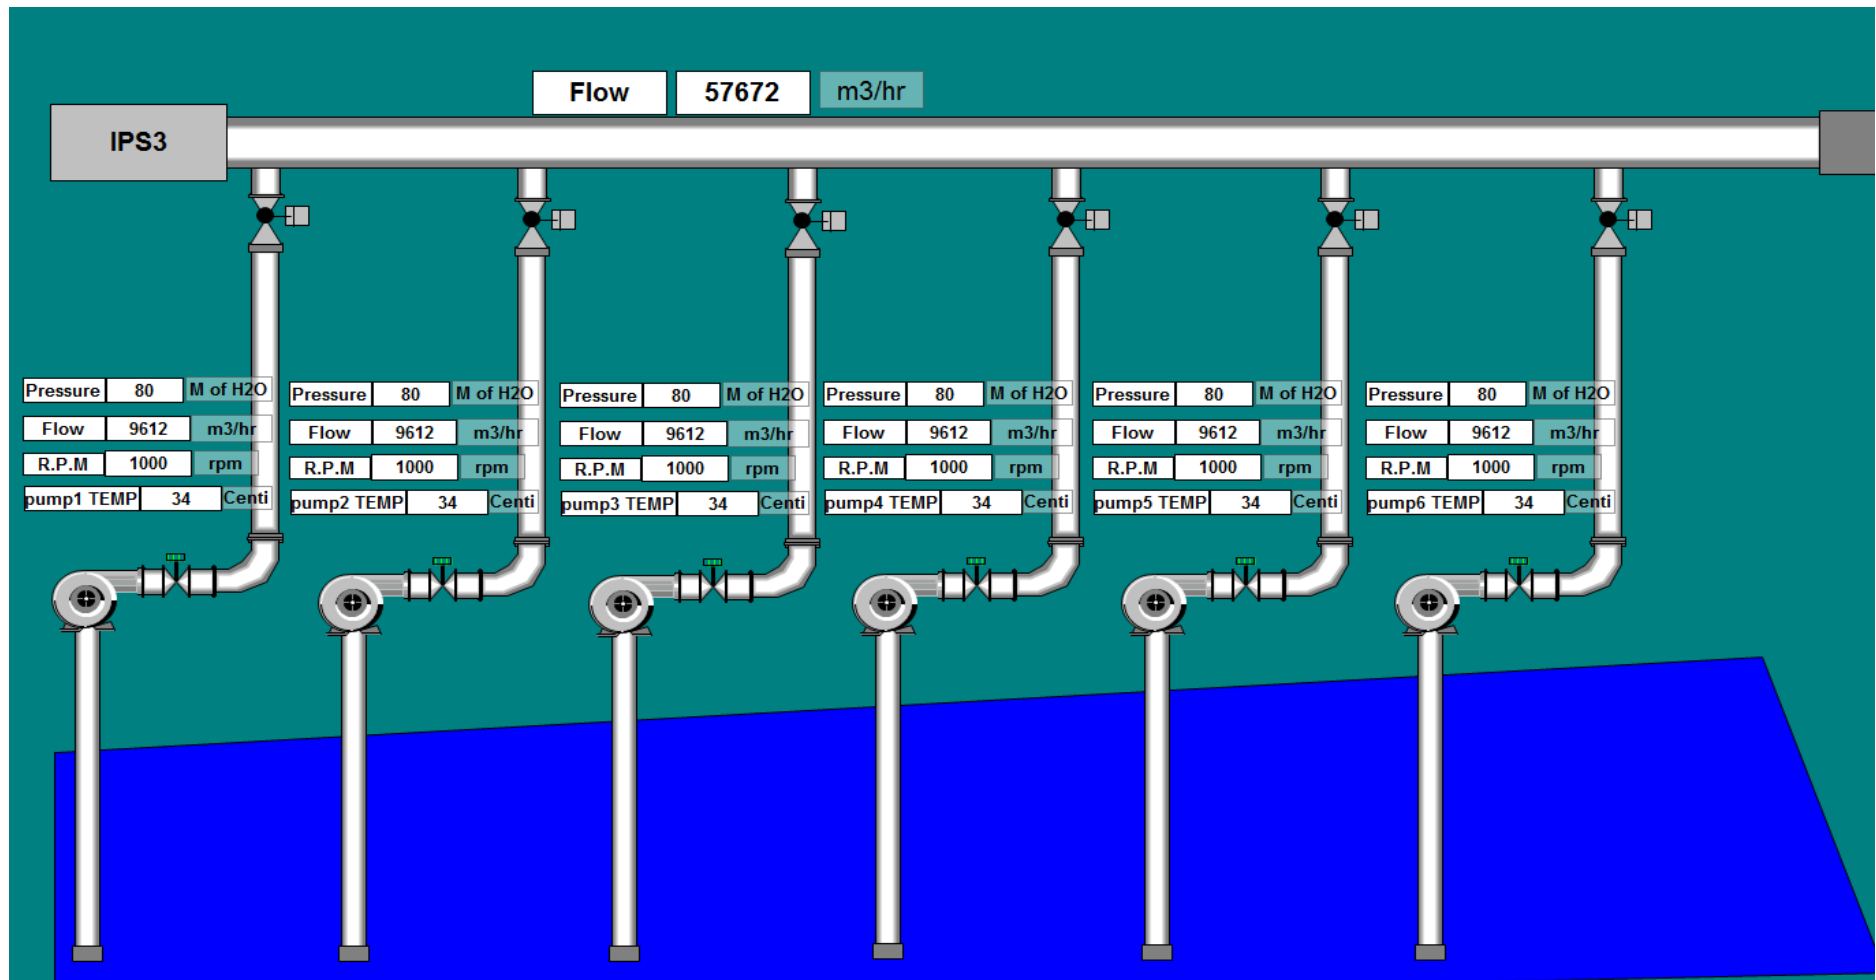 Flow 57672 m3/hr
IPS3
Pressure 80 M of H2O
Flow 9612 m3/hr
R.P.M 1000 rpm
pump1 TEMP 34 Centi
Pressure 80 M of H2O
Flow 9612 m3/hr
R.P.M 1000 rpm
pump2 TEMP 34 Centi
Pressure 80 M of H2O
Flow 9612 m3/hr
R.P.M 1000 rpm
pump3 TEMP 34 Centi
Pressure 80 M of H2O
Flow 9612 m3/hr
R.P.M 1000 rpm
pump4 TEMP 34 Centi
Pressure 80 M of H2O
Flow 9612 m3/hr
R.P.M 1000 rpm
pump5 TEMP 34 Centi
Pressure 80 M of H2O
Flow 9612 m3/hr
R.P.M 1000 rpm
pump6 TEMP 34 Centi